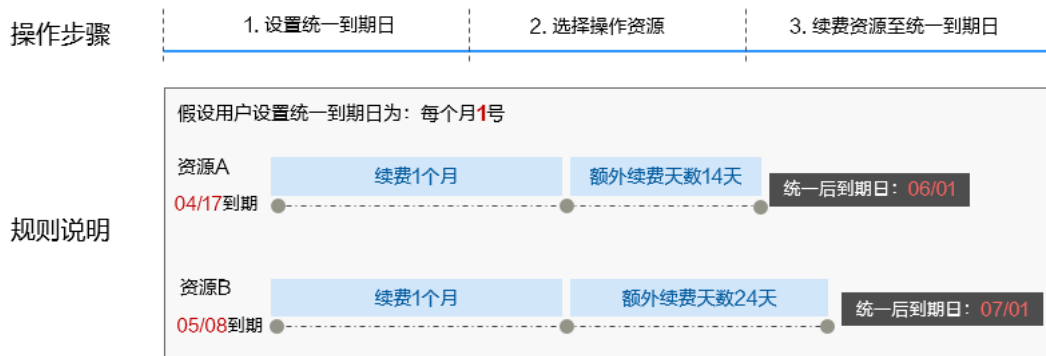 操作步骤
1. 设置统一到期日
2. 选择操作资源
3. 续费资源至统一到期日
规则说明
假设用户设置统一到期日为：每个月1号
资源A
续费1个月
额外续费天数14天
04/17到期
统一后到期日：06/01
资源B
续费1个月
额外续费天数24天
05/08到期
统一后到期日：07/01